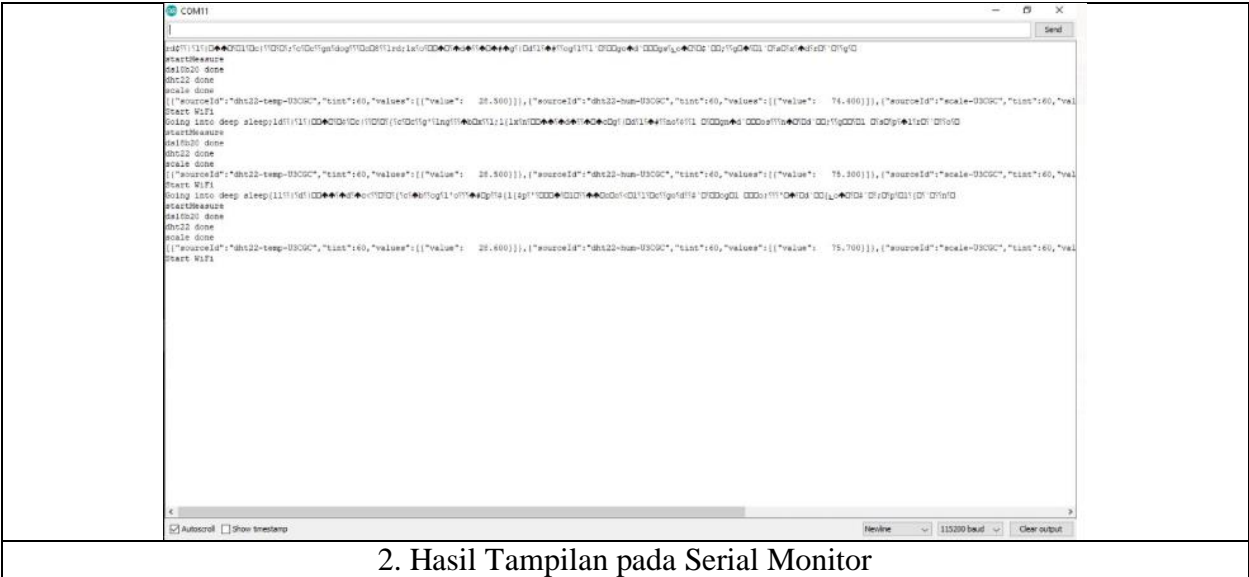 COM11
Send
startMeasure
ds18b20 done
dht22 done
scale done
[{"sourceId":"dht22-temp-U3CGC","tint":60,"values":[{"value": 28.500}]},{"sourceId":"dht22-hum-U3CGC","tint":60,"values":[{"value": 74.400}]},{"sourceId":"scale-U3CGC","tint":60,"val
Start WiFi
Going into deep sleep
startMeasure
ds18b20 done
dht22 done
scale done
[{"sourceId":"dht22-temp-U3CGC","tint":60,"values":[{"value": 28.500}]},{"sourceId":"dht22-hum-U3CGC","tint":60,"values":[{"value": 75.300}]},{"sourceId":"scale-U3CGC","tint":60,"val
Start WiFi
Going into deep sleep
startMeasure
ds18b20 done
dht22 done
scale done
[{"sourceId":"dht22-temp-U3CGC","tint":60,"values":[{"value": 28.600}]},{"sourceId":"dht22-hum-U3CGC","tint":60,"values":[{"value": 75.700}]},{"sourceId":"scale-U3CGC","tint":60,"val
Start WiFi
Autoscroll Show timestamp Newline 115200 baud Clear output
2. Hasil Tampilan pada Serial Monitor